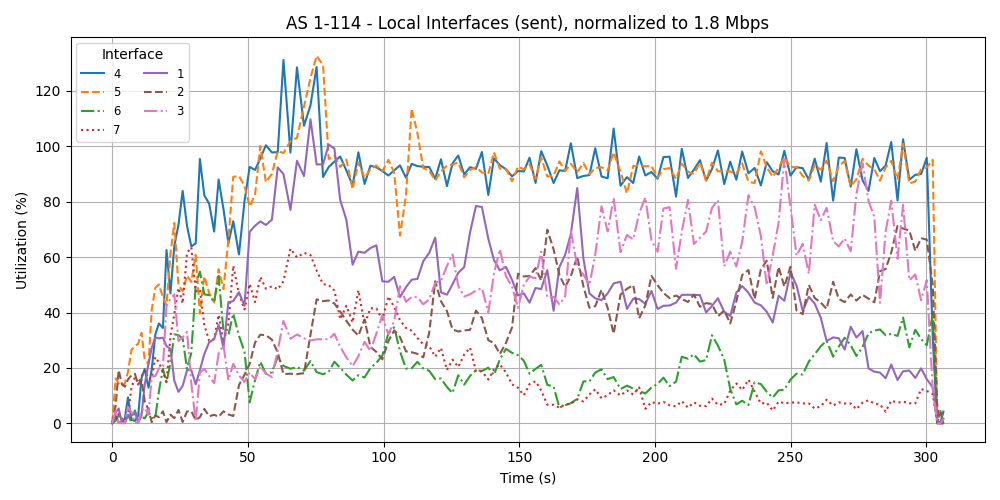 AS 1-114 - Local Interfaces (sent), normalized to 1.8 Mbps
Interface
4 1
5 2
6 3
7
Utilization (%)
120
100
80
60
40
20
0
0 50 100 150 200 250 300
Time (s)